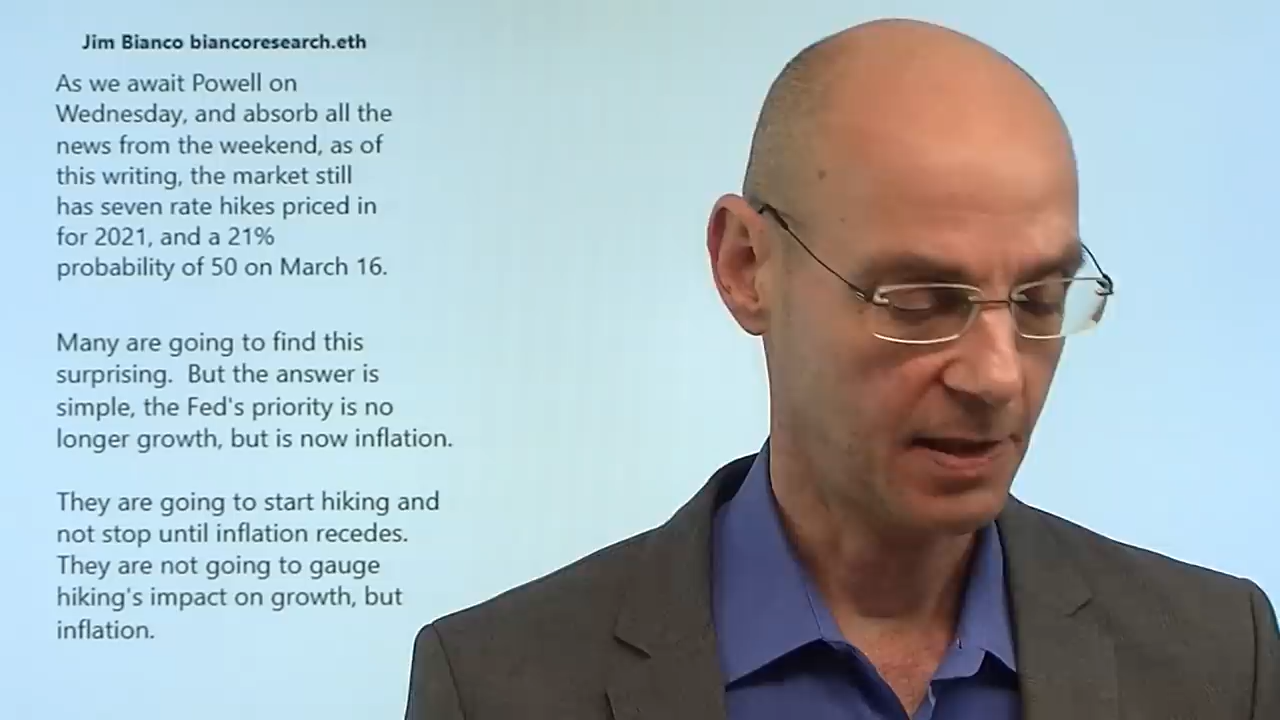 Jim Bianco biancoresearch.eth
As we await Powell on
Wednesday, and absorb all the
news from the weekend, as of
this writing, the market still
has seven rate hikes priced in
for 2021, and a 21%
probability of 50 on March 16.
Many are going to find this
surprising.  But the answer is
simple, the Fed's priority is no
longer growth, but is now inflation.
They are going to start hiking and
not stop until inflation recedes.
They are not going to gauge
hiking's impact on growth, but
inflation.